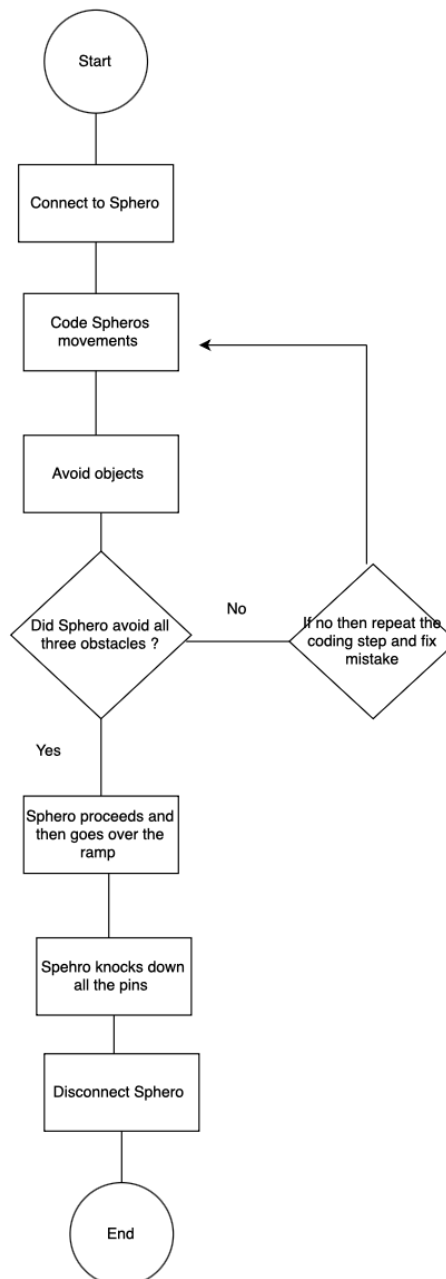 Start
Connect to Sphero
Code Spheros
movements
Avoid objects
Did Sphero avoid all
three obstacles ?
No
If no then repeat the
coding step and fix
mistake
Yes
Sphero proceeds and
then goes over the
ramp
Spehro knocks down
all the pins
Disconnect Sphero
End